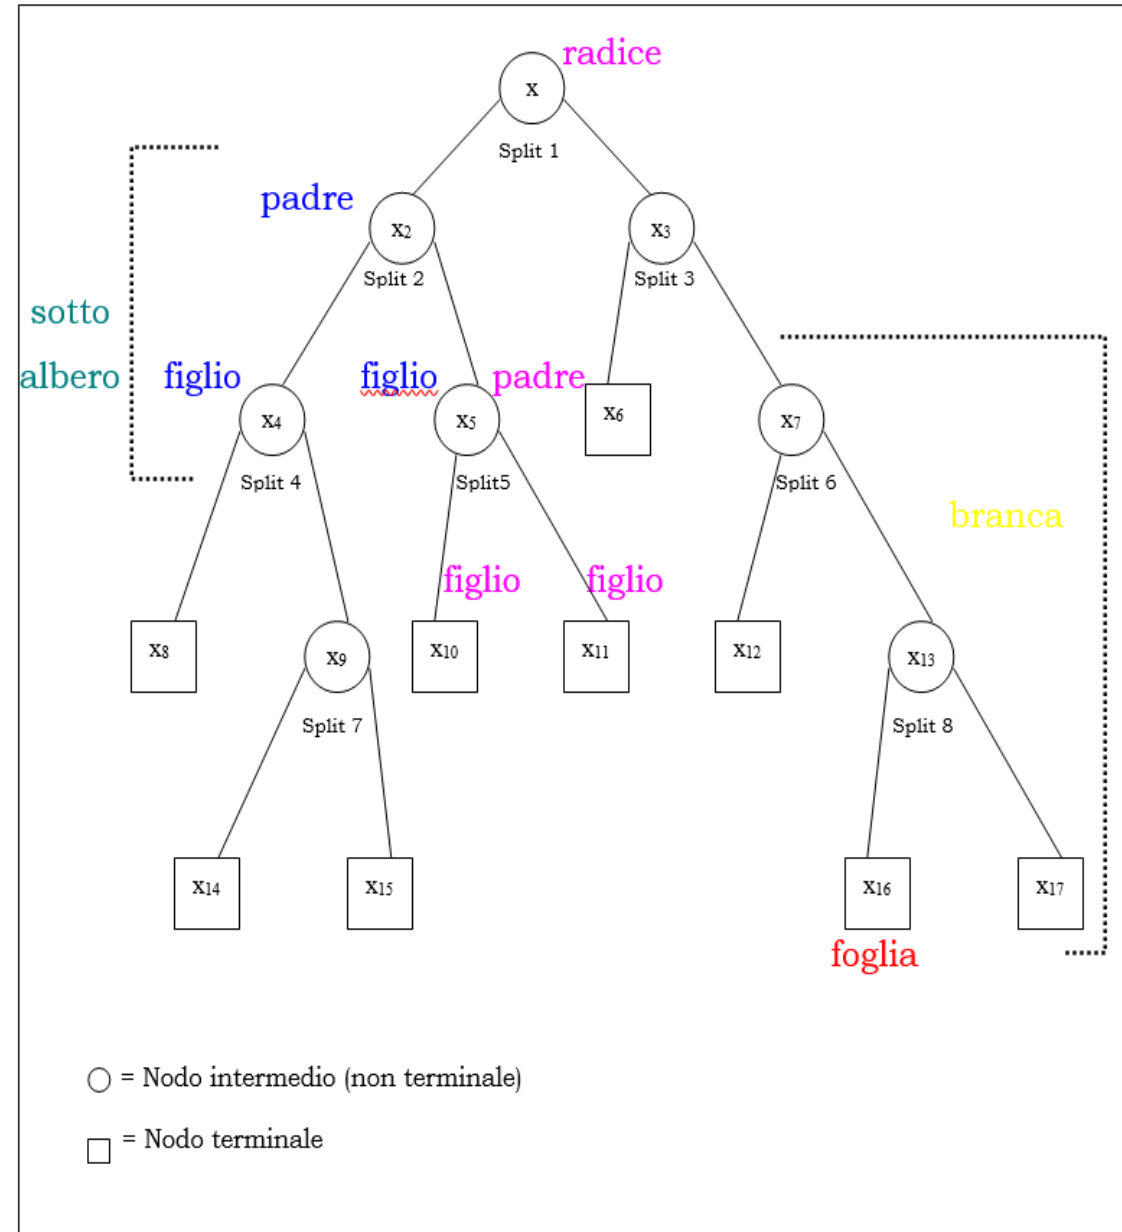 radice
x
Split 1
padre
x2
x3
Split 2
Split 3
sotto
albero
figlio
figlio
padre
x4
x5
x6
x7
Split 4
Split5
Split 6
branca
figlio
figlio
x8
x9
x10
x11
x12
x13
Split 7
Split 8
x14
x15
x16
x17
foglia
= Nodo intermedio (non terminale)
= Nodo terminale